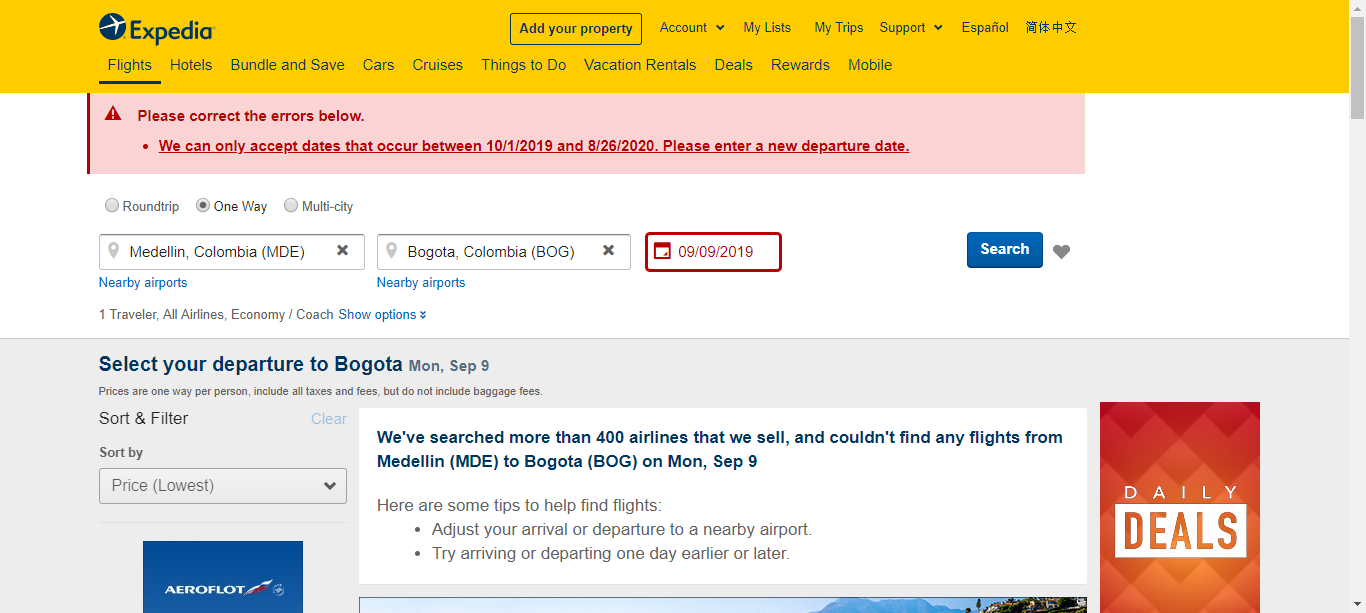 Expedia
Add your property
Account
My Lists
My Trips
Support
Español
简体中文
Flights
Hotels
Bundle and Save
Cars
Cruises
Things to Do
Vacation Rentals
Deals
Rewards
Mobile
Please correct the errors below.
We can only accept dates that occur between 10/1/2019 and 8/26/2020. Please enter a new departure date.
Roundtrip
One Way
Multi-city
Medellin, Colombia (MDE)
Bogota, Colombia (BOG)
09/09/2019
Search
Nearby airports
Nearby airports
1 Traveler, All Airlines, Economy / Coach Show options
Select your departure to Bogota Mon, Sep 9
Prices are one way per person, include all taxes and fees, but do not include baggage fees.
Sort & Filter
Clear
Sort by
Price (Lowest)
AEROFLOT
We've searched more than 400 airlines that we sell, and couldn't find any flights from
Medellin (MDE) to Bogota (BOG) on Mon, Sep 9
Here are some tips to help find flights:
Adjust your arrival or departure to a nearby airport.
Try arriving or departing one day earlier or later.
DAILY
DEALS